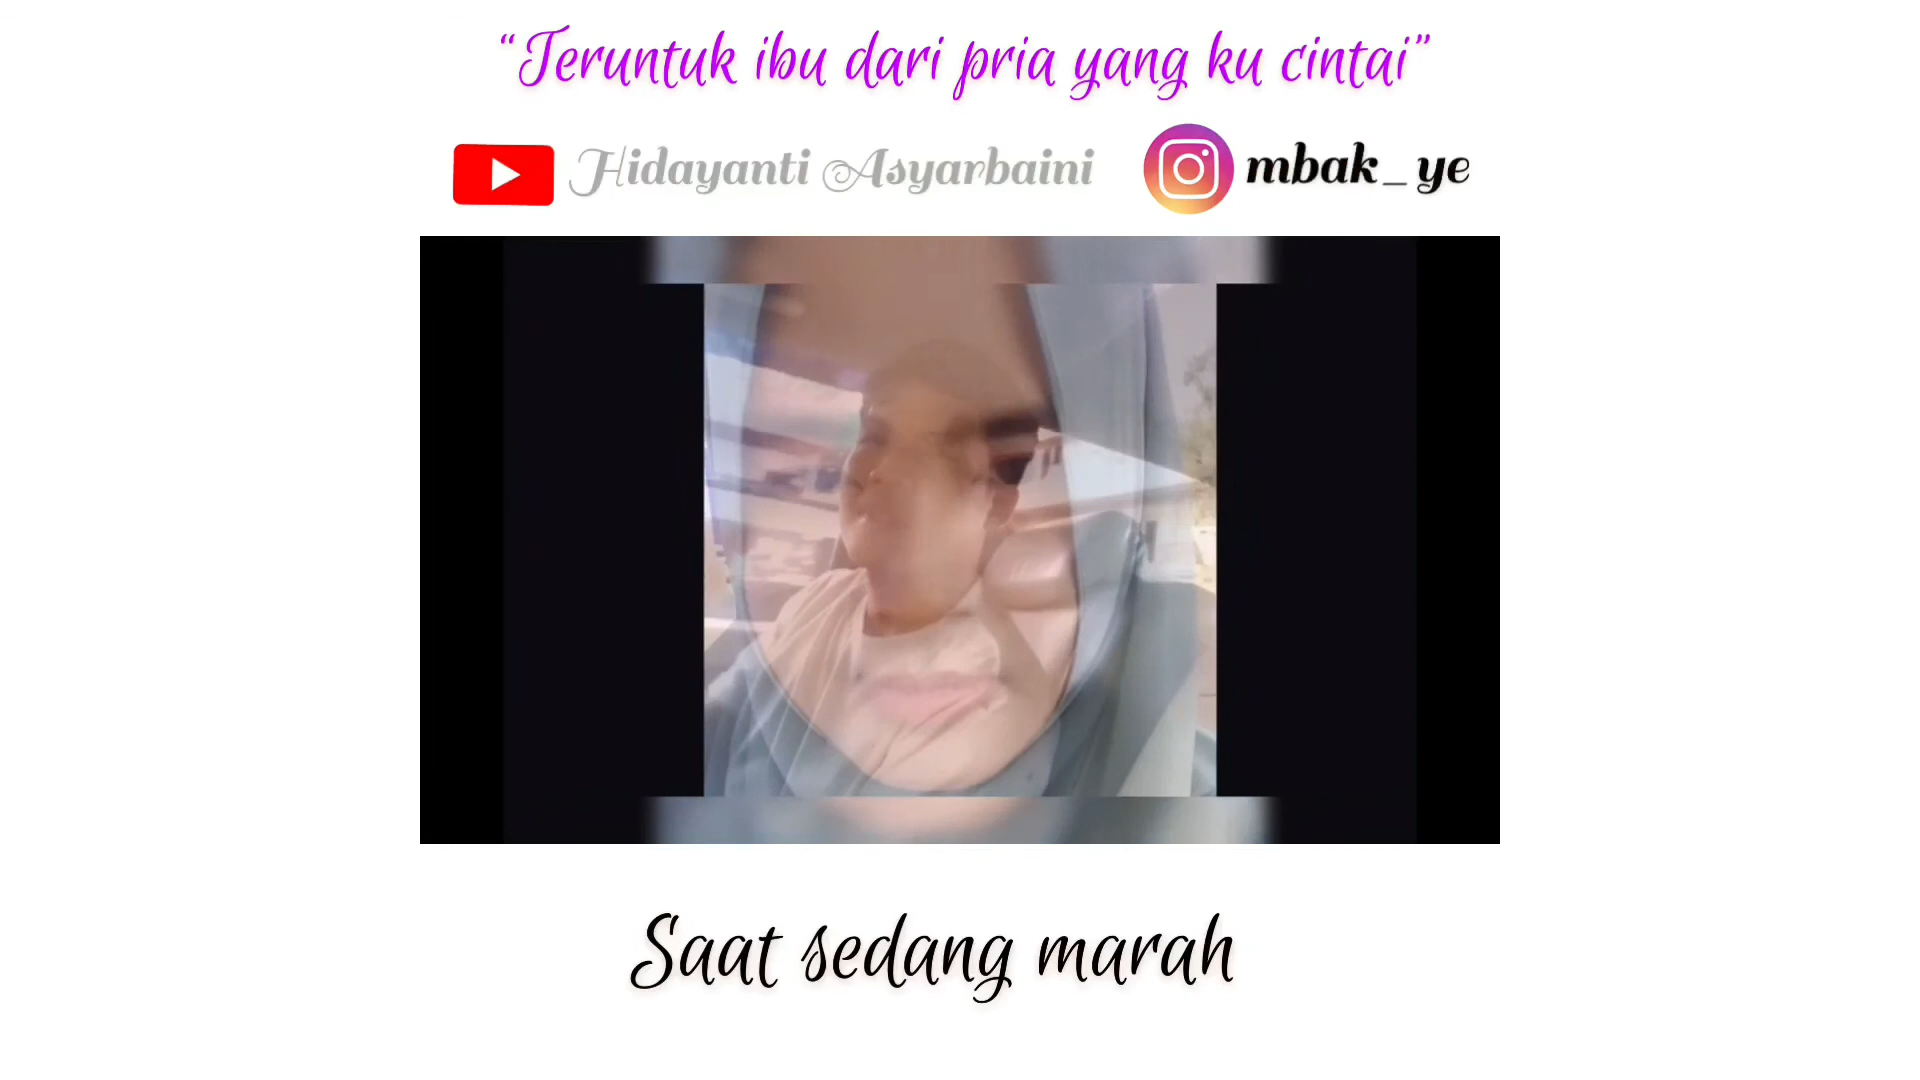 “Teruntuk ibu dari pria yang ku cintai”
Hidayanti Asyarbaini mbak_ye
Saat sedang marah